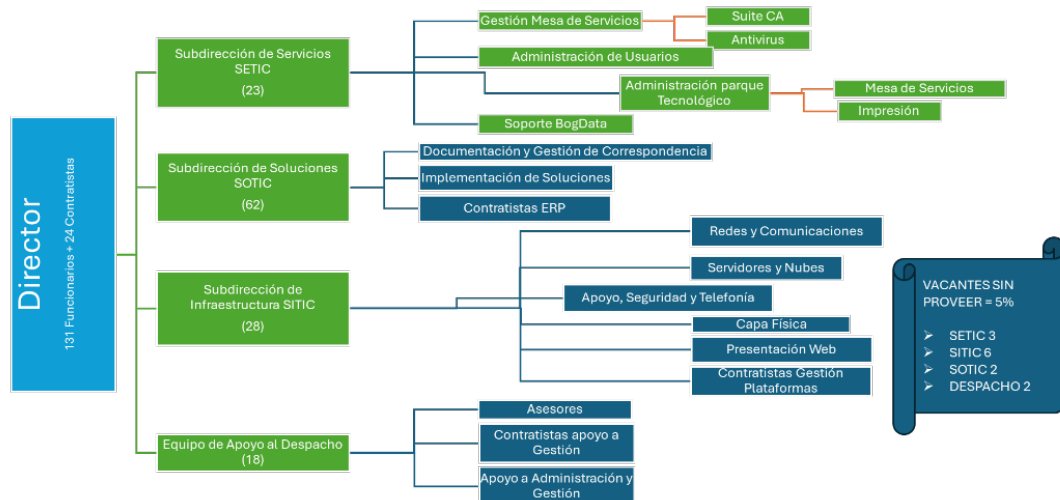 Director
131 Funcionarios + 24 Contratistas
Subdirección de Servicios
SETIC
(23)
Gestión Mesa de Servicios
Suite CA
Antivirus
Administración de Usuarios
Administración parque
Tecnológico
Mesa de Servicios
Impresión
Soporte BogData
Subdirección de Soluciones
SOTIC
(62)
Documentación y Gestión de Correspondencia
Implementación de Soluciones
Contratistas ERP
Subdirección de
Infraestructura SITIC
(28)
Redes y Comunicaciones
Servidores y Nubes
Apoyo, Seguridad y Telefonía
Capa Física
Presentación Web
Contratistas Gestión
Plataformas
Equipo de Apoyo al Despacho
(18)
Asesores
Contratistas apoyo a
Gestión
Apoyo a Administración y
Gestión
VACANTES SIN
PROVEER = 5%
➢ SETIC 3
➢ SITIC 6
➢ SOTIC 2
➢ DESPACHO 2